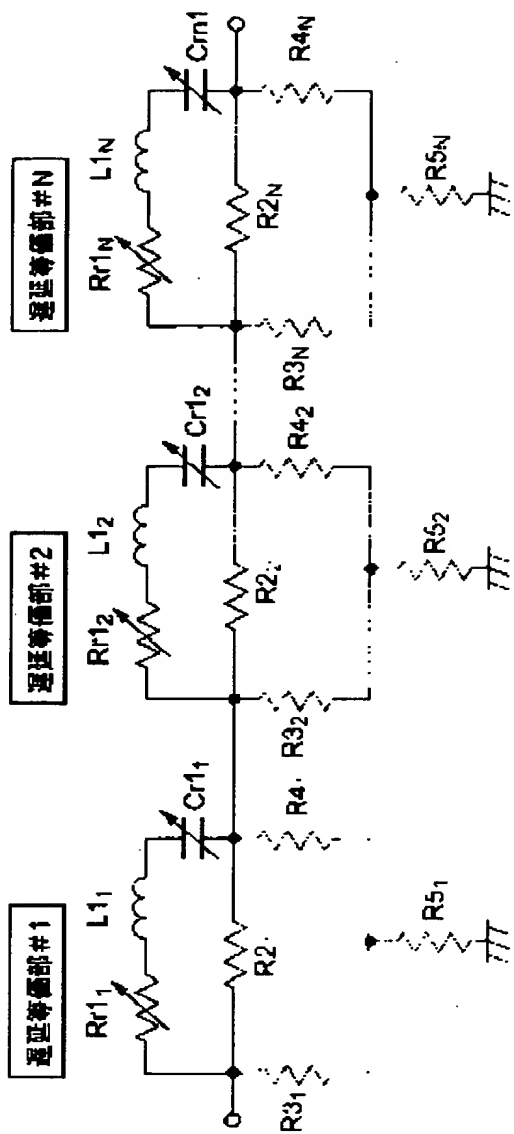 遅延等価部#1
Rr1₁
L1₁
Cr1₁
R2
R3₁
R4
R5₁
遅延等価部#2
Rr1₂
L1₂
Cr1₂
R2₂
R3₂
R4₂
R5₂
遅延等価部#N
Rr1N
L1N
Crn1
R2N
R3N
R4N
R5N